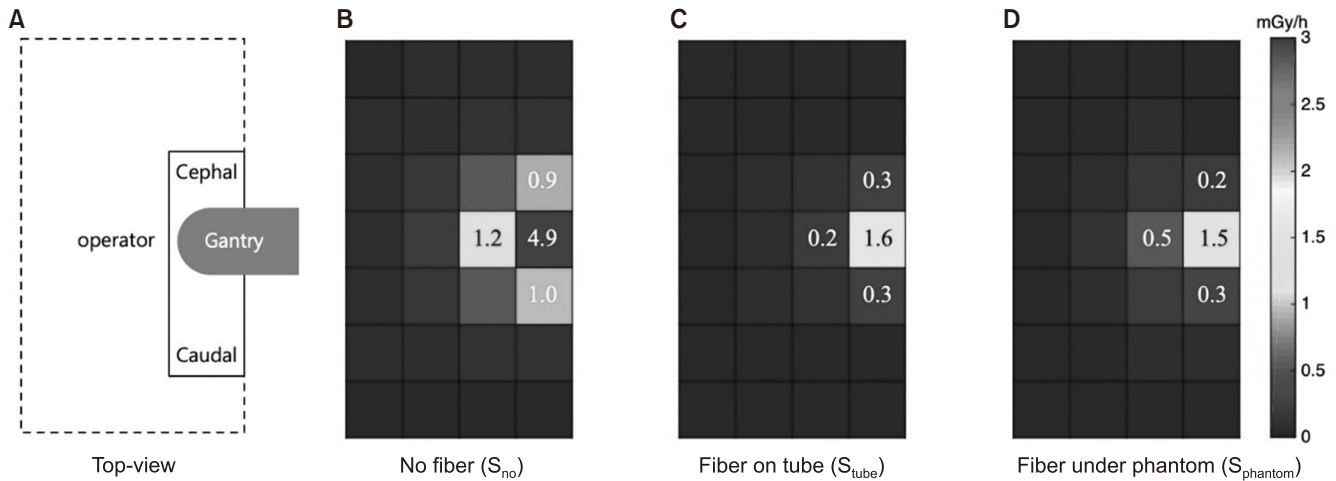 A
B
C
D
mGy/h
Cephal
operator
Gantry
Caudal
0.9
1.2 4.9
1.0
0.3
0.2 1.6
0.3
0.2
0.5 1.5
0.3
3
2.5
2
1.5
1
0.5
0
Top-view
No fiber (Sno)
Fiber on tube (Stube)
Fiber under phantom (Sphantom)